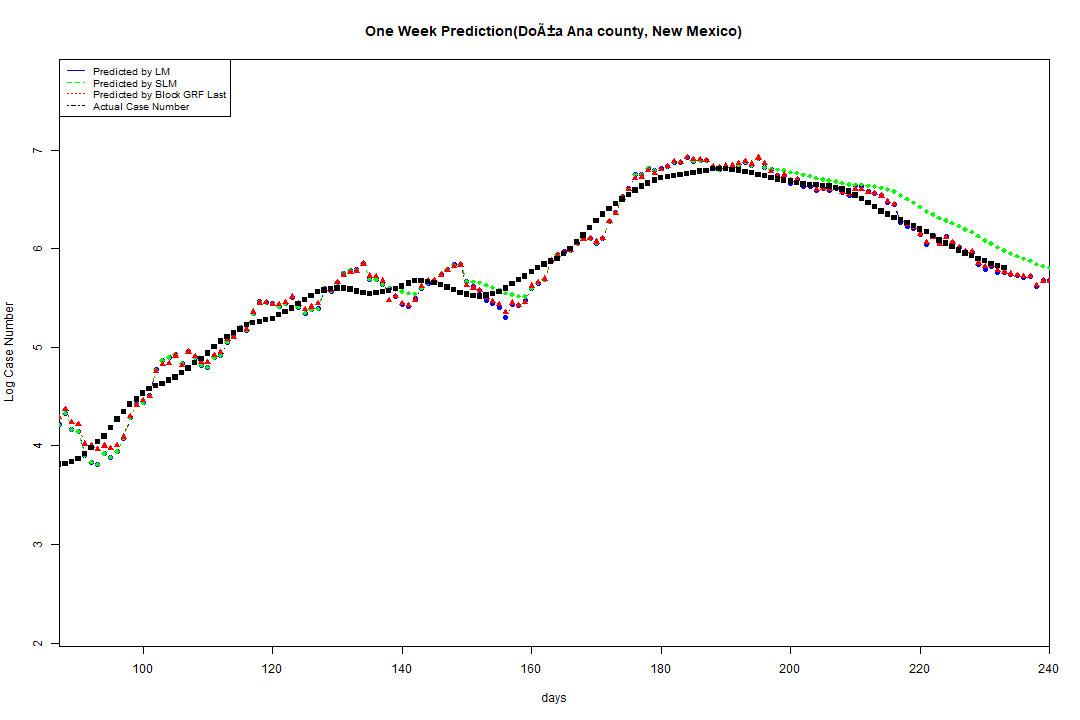 One Week Prediction(DoÃ±a Ana county, New Mexico)
Predicted by LM
Predicted by SLM
Predicted by Block GRF Last
Actual Case Number
7
6
5
4
3
2
Log Case Number
100 120 140 160 180 200 220 240
days